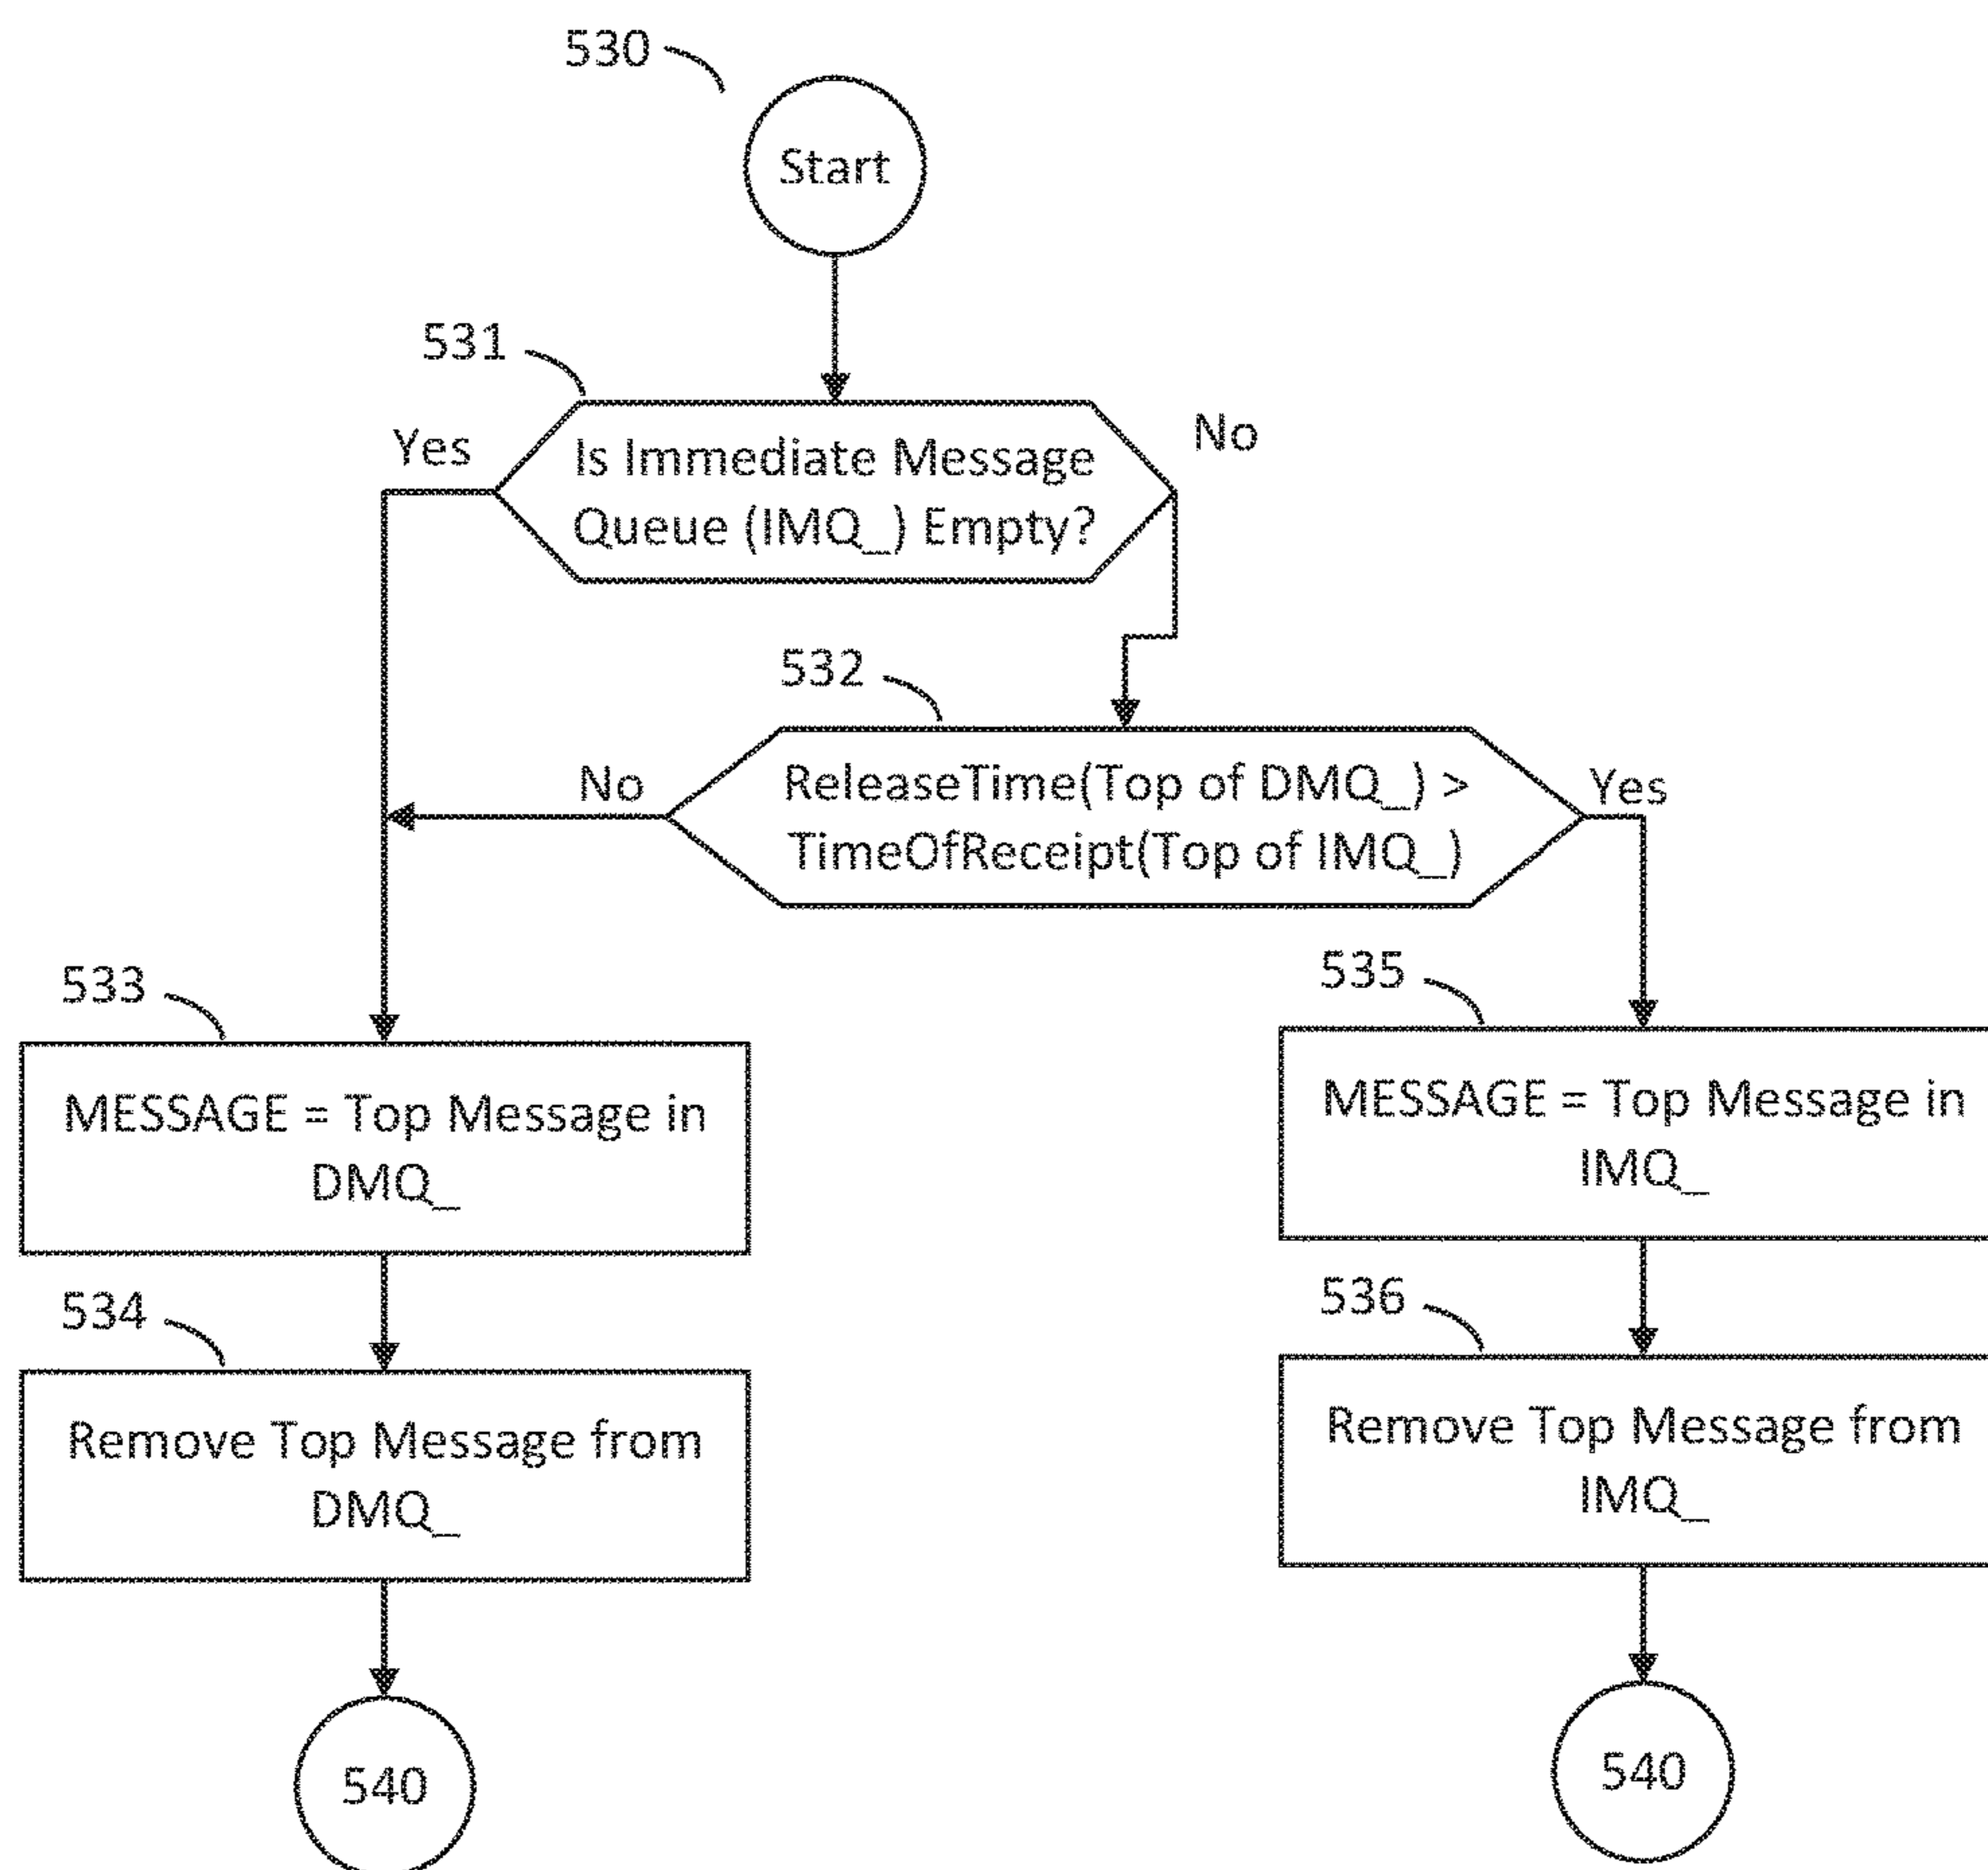 530
Start
531
Yes
No
Is Immediate Message
Queue (IMQ_) Empty?
532
No
Yes
ReleaseTime(Top of DMQ_) >
TimeOfReceipt(Top of IMQ_)
533
MESSAGE = Top Message in
DMQ_
535
MESSAGE = Top Message in
IMQ_
534
Remove Top Message from
DMQ_
536
Remove Top Message from
IMQ_
540
540